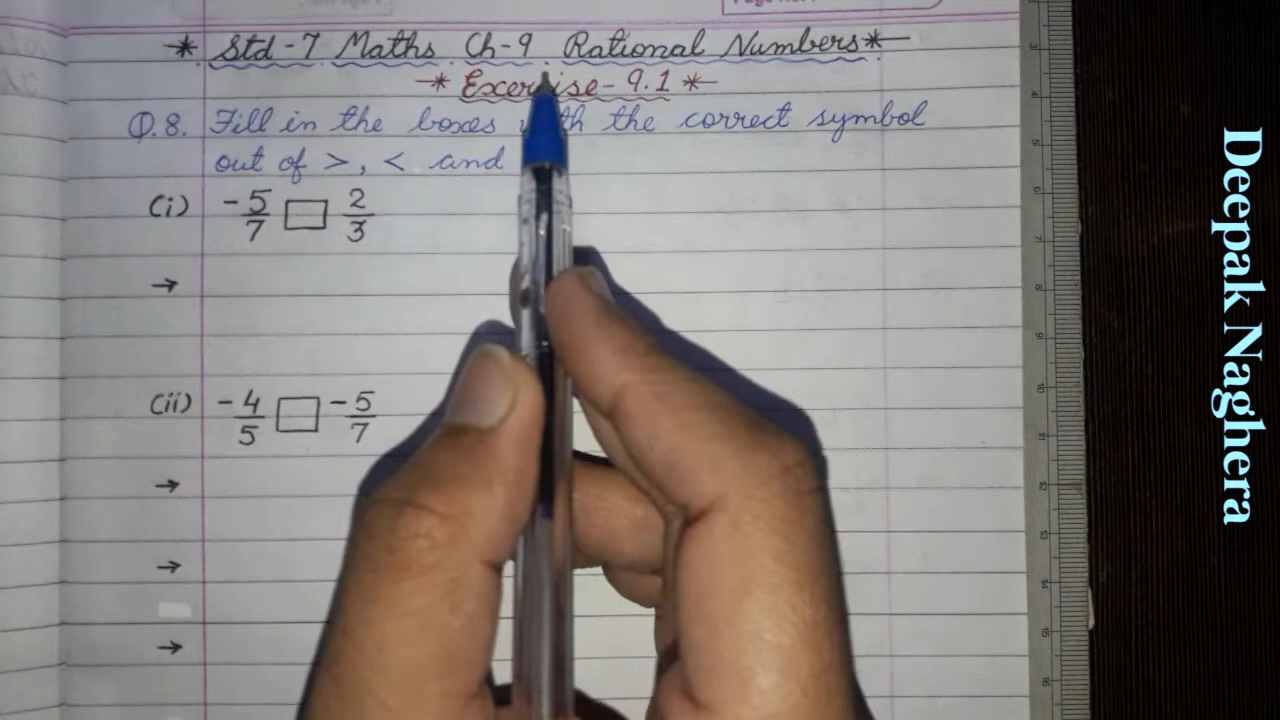 * Std-7 Maths Ch-9 Rational Numbers *
* Exercise-9.1 *
Q.8. Fill in the boxes the correct symbol
out of >, < and
(i) -5/7 □ 2/3
→
(ii) -4/5 □ -5/7
→
→
→
Deepak Naghera